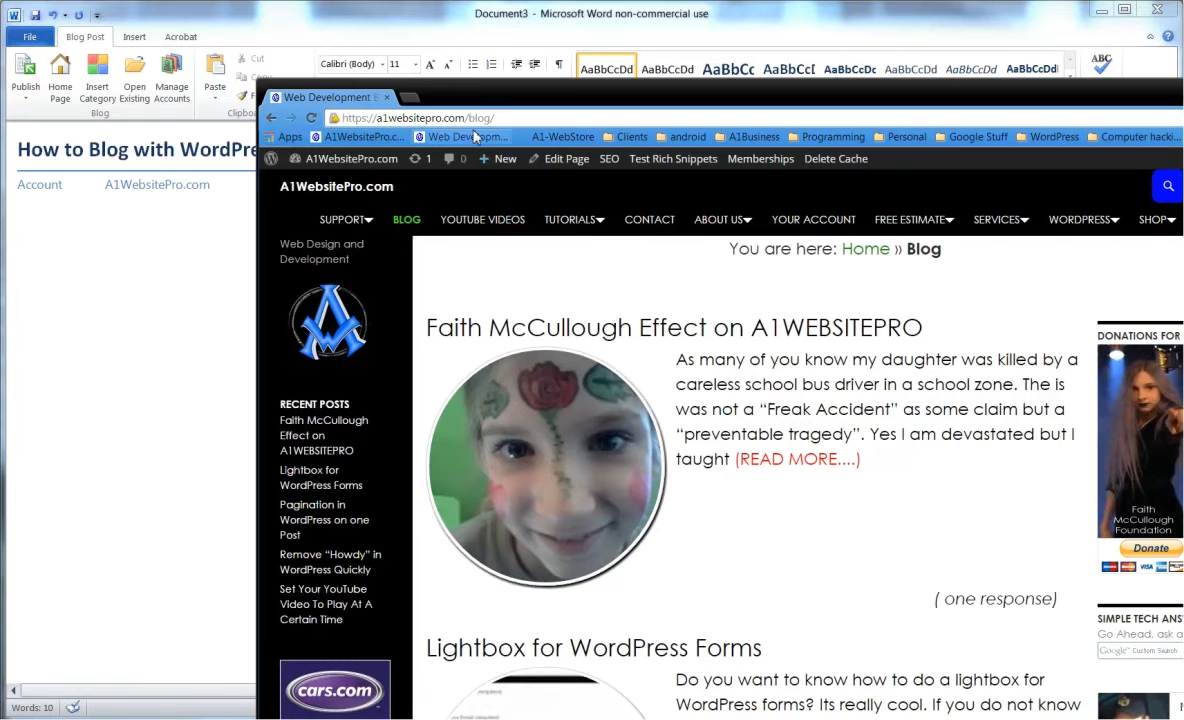 Document3 - Microsoft Word non-commercial use
File
Blog Post
Insert
Acrobat
Publish
Home Page
Insert Category
Open Existing
Manage Accounts
Blog
Paste
Cut
Calibri (Body)
11
AaBbCcDd
AaBbCcDd
AaBbCc
AaBbCcI
AaBbCcDc
AaBbCcDd
AaBbCcDd
AaBbCcDd
ABC
How to Blog with WordPre
Account A1WebsitePro.com
Words: 10
Web Development
https://a1websitepro.com/blog/
Apps
A1WebsitePro.c...
Web Developm...
A1-WebStore
Clients
android
A1Business
Programming
Personal
Google Stuff
WordPress
Computer hacki...
A1WebsitePro.com
1
0
New
Edit Page
SEO
Test Rich Snippets
Memberships
Delete Cache
A1WebsitePro.com
SUPPORT
BLOG
YOUTUBE VIDEOS
TUTORIALS
CONTACT
ABOUT US
YOUR ACCOUNT
FREE ESTIMATE
SERVICES
WORDPRESS
SHOP
Web Design and
Development
RECENT POSTS
Faith McCullough
Effect on
A1WEBSITEPRO
Lightbox for
WordPress Forms
Pagination in
WordPress on one
Post
Remove “Howdy” in
WordPress Quickly
Set Your YouTube
Video To Play At A
Certain Time
cars.com
You are here: Home » Blog
Faith McCullough Effect on A1WEBSITEPRO
As many of you know my daughter was killed by a
careless school bus driver in a school zone. The is
was not a “Freak Accident” as some claim but a
“preventable tragedy”. Yes I am devastated but I
taught (READ MORE....)
( one response)
Lightbox for WordPress Forms
Do you want to know how to do a lightbox for
WordPress forms? Its really cool. If you do not know
DONATIONS FOR
Faith
McCullough
Foundation
Donate
VISA
SIMPLE TECH ANS
Go Ahead, ask a
Google™ Custom Search